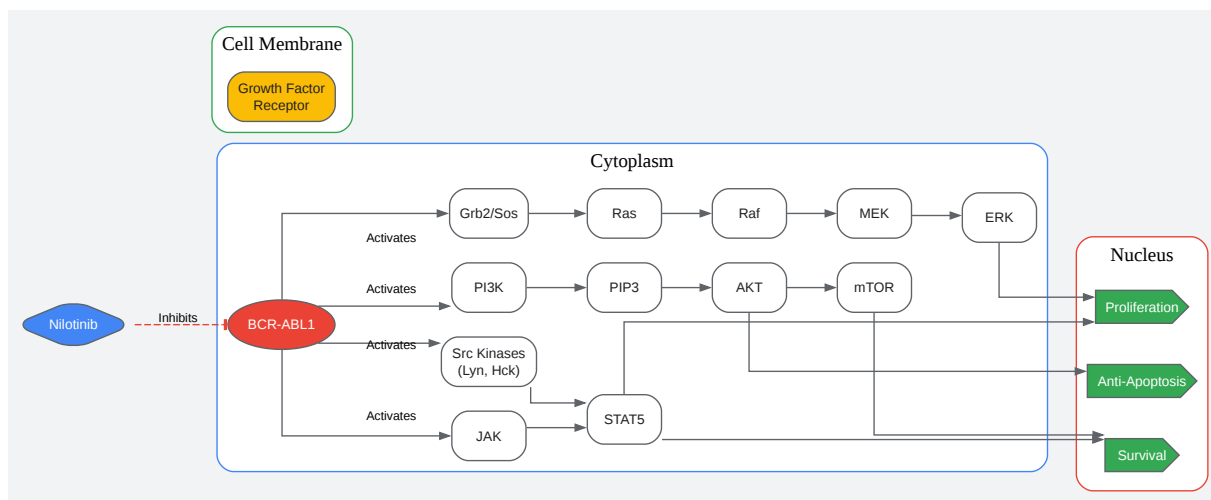 Cell Membrane
Growth Factor
Receptor
Cytoplasm
Grb2/Sos
Ras
Raf
MEK
ERK
Activates
Nucleus
Activates
PI3K
PIP3
AKT
mTOR
Proliferation
Nilotinib
Inhibits
BCR-ABL1
Activates
Src Kinases
(Lyn, Hck)
Anti-Apoptosis
Activates
JAK
STAT5
Survival